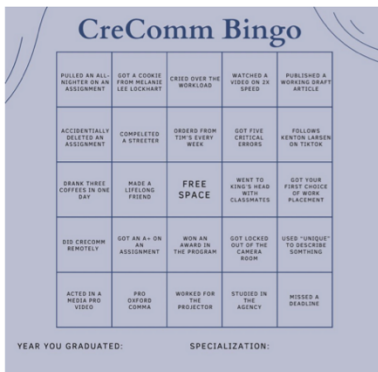 CreComm Bingo
PULLED AN ALL-
NIGHTER ON AN
ASSIGNMENT
GOT A COOKIE
FROM MELANIE
LEE LOCKHART
CRIED OVER THE
WORKLOAD
WATCHED A
VIDEO ON 2X
SPEED
PUBLISHED A
WORKING DRAFT
ARTICLE
ACCIDENTIALLY
DELETED AN
ASSIGNMENT
COMPELETED
A STREETER
ORDERD FROM
TIM'S EVERY
WEEK
GOT FIVE
CRITICAL
ERRORS
FOLLOWS
KENTON LARSEN
ON TIKTOK
DRANK THREE
COFFEES IN ONE
DAY
MADE A
LIFELONG
FRIEND
FREE
SPACE
WENT TO
KING'S HEAD
WITH
CLASSMATES
GOT YOUR
FIRST CHOICE
OF WORK
PLACEMENT
DID CRECOMM
REMOTELY
GOT AN A+ ON
AN
ASSIGNMENT
WON AN
AWARD IN
THE PROGRAM
GOT LOCKED
OUT OF THE
CAMERA
ROOM
USED "UNIQUE"
TO DESCRIBE
SOMTHING
ACTED IN A
MEDIA PRO
VIDEO
PRO
OXFORD
COMMA
WORKED FOR
THE
PROJECTOR
STUDIED IN
THE
AGENCY
MISSED A
DEADLINE
YEAR YOU GRADUATED:
SPECIALIZATION: